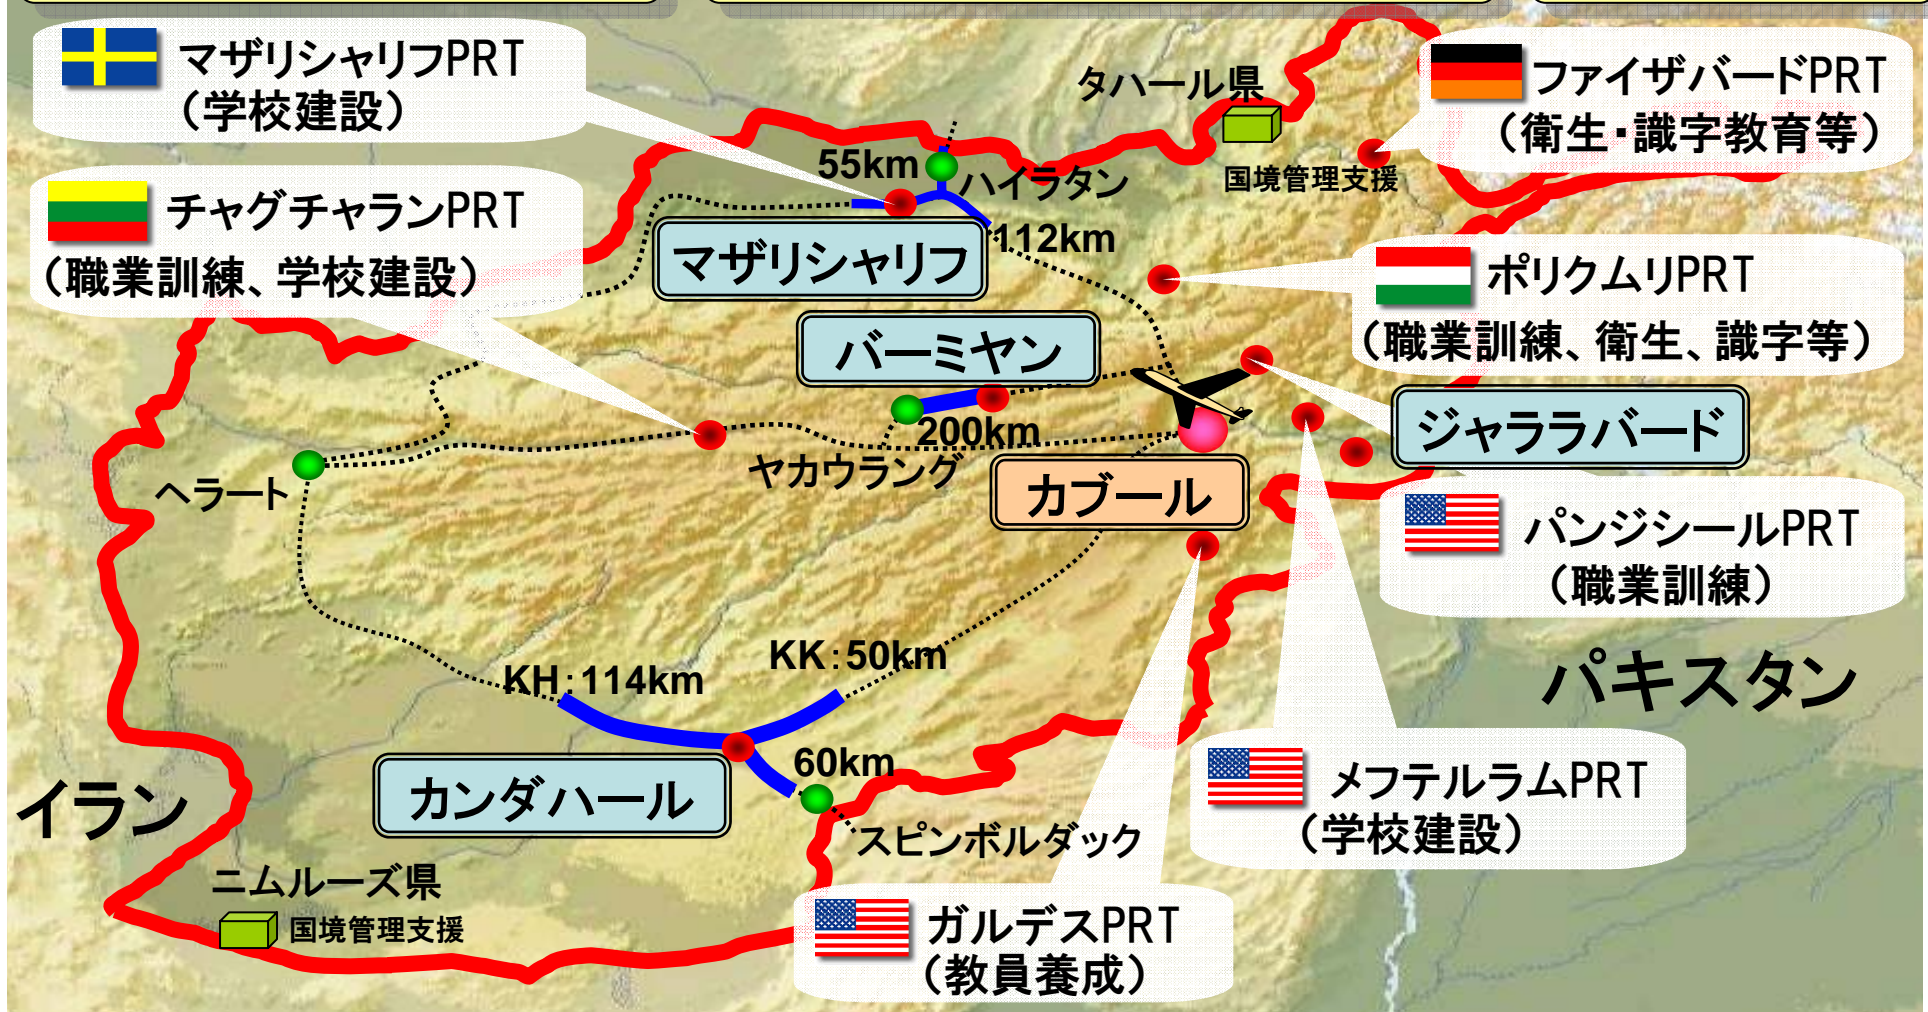 マザリシャリフPRT
（学校建設）
タハール県
国境管理支援
ファイザバードPRT
（衛生・識字教育等）
55km
ハイラタン
112km
チャグチャランPRT
（職業訓練、学校建設）
マザリシャリフ
ポリクムリPRT
（職業訓練、衛生、識字等）
バーミヤン
200km
ヤカウラング
ジャララバード
ヘラート
カブール
パンジシールPRT
（職業訓練）
KH：114km
KK：50km
パキスタン
イラン
カンダハール
60km
スピンボルダック
メフテルラムPRT
（学校建設）
ニムルーズ県
国境管理支援
ガルデスPRT
（教員養成）